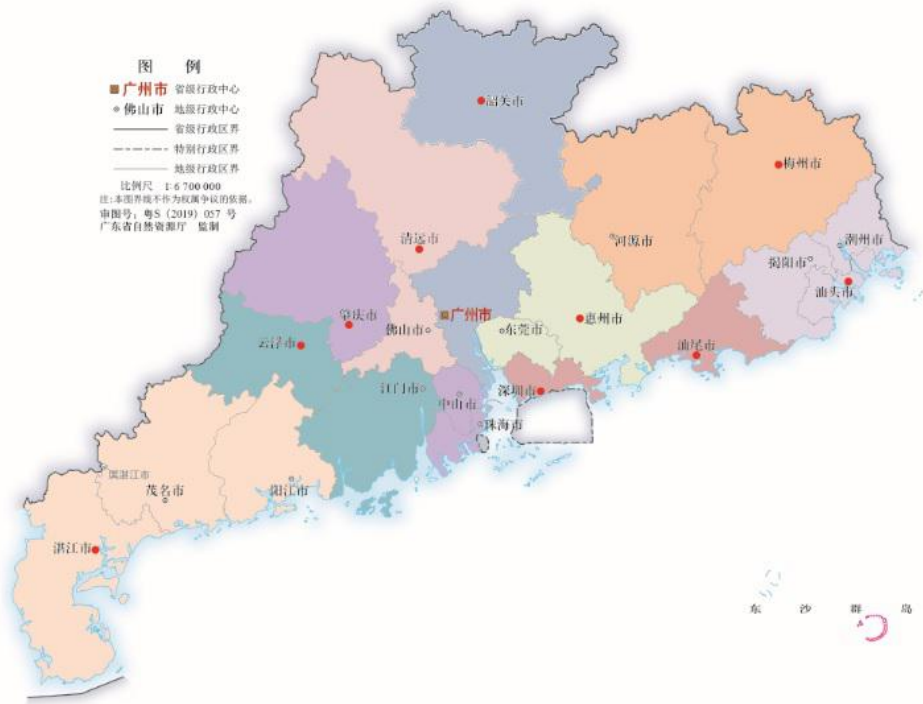 图 例
广州市 省级行政中心
佛山市 地级行政中心
省级行政区界
特别行政区界
地级行政区界
比例尺 1:6 700 000
注:本图界线不作为权属争议的依据。
审图号:粤S(2019)057 号
广东省自然资源厅 监制
韶关市
梅州市
清远市
河源市
潮州市
揭阳市
汕头市
广州市
肇庆市
佛山市
东莞市
惠州市
云浮市
汕尾市
江门市
中山市
深圳市
珠海市
属湛江市
茂名市
阳江市
湛江市
东 沙 群 岛